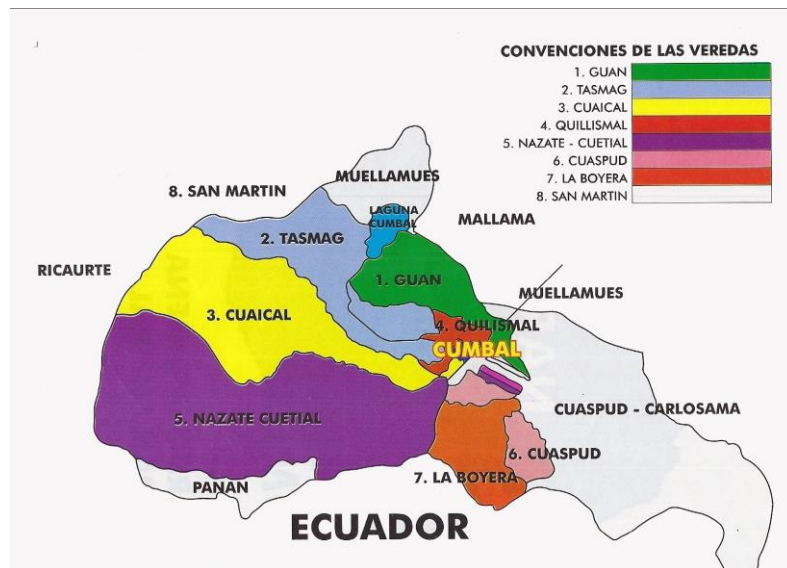 CONVENCIONES DE LAS VEREDAS
1. GUAN
2. TASMAG
3. CUAICAL
4. QUILLISMAL
5. NAZATE - CUETIAL
6. CUASPUD
7. LA BOYERA
8. SAN MARTIN
MUELLAMUES
8. SAN MARTIN
LAGUNA
CUMBAL
MALLAMA
2. TASMAG
RICAURTE
1. GUAN
MUELLAMUES
3. CUAICAL
4. QUILISMAL
CUMBAL
CUASPUD - CARLOSAMA
5. NAZATE CUETIAL
6. CUASPUD
7. LA BOYERA
PANAN
ECUADOR